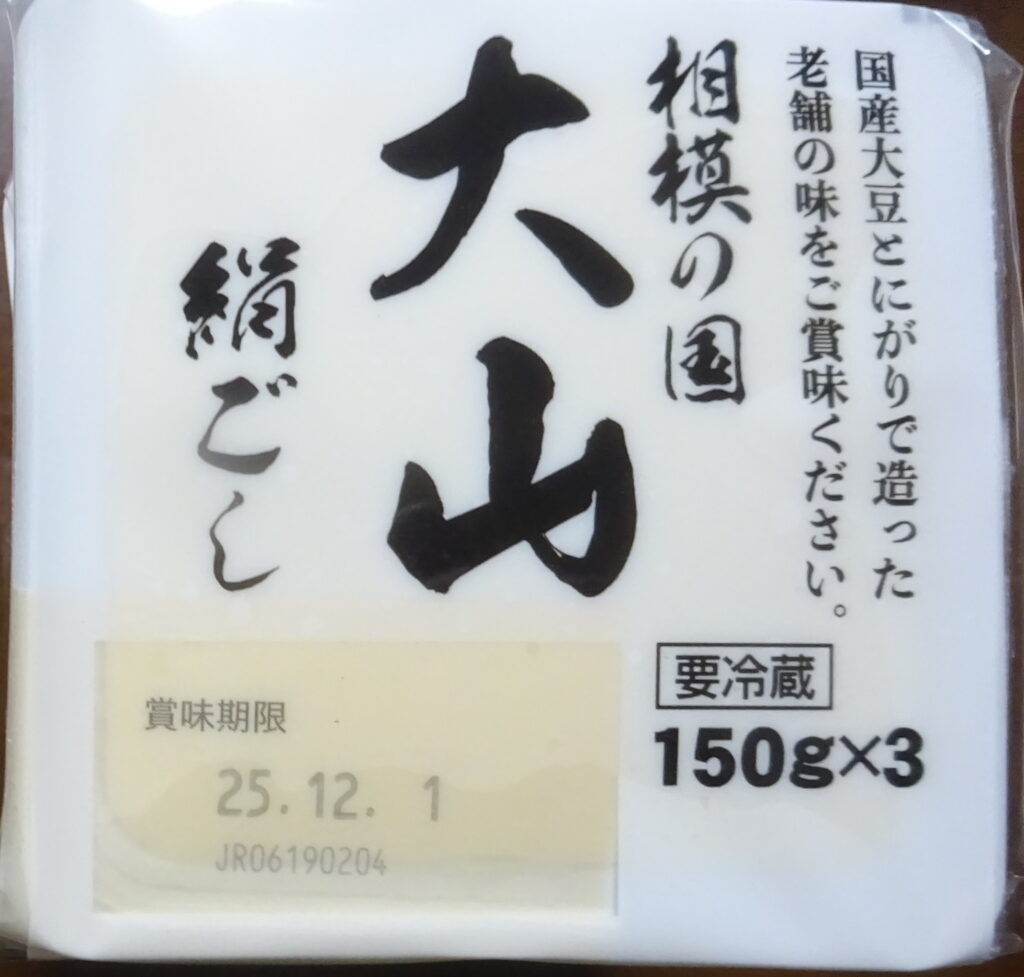 国産大豆とにがりで造った
老舗の味をご賞味ください。
相模の国
大山
絹ごし
要冷蔵
150g×3
賞味期限
25.12. 1
JR06190204